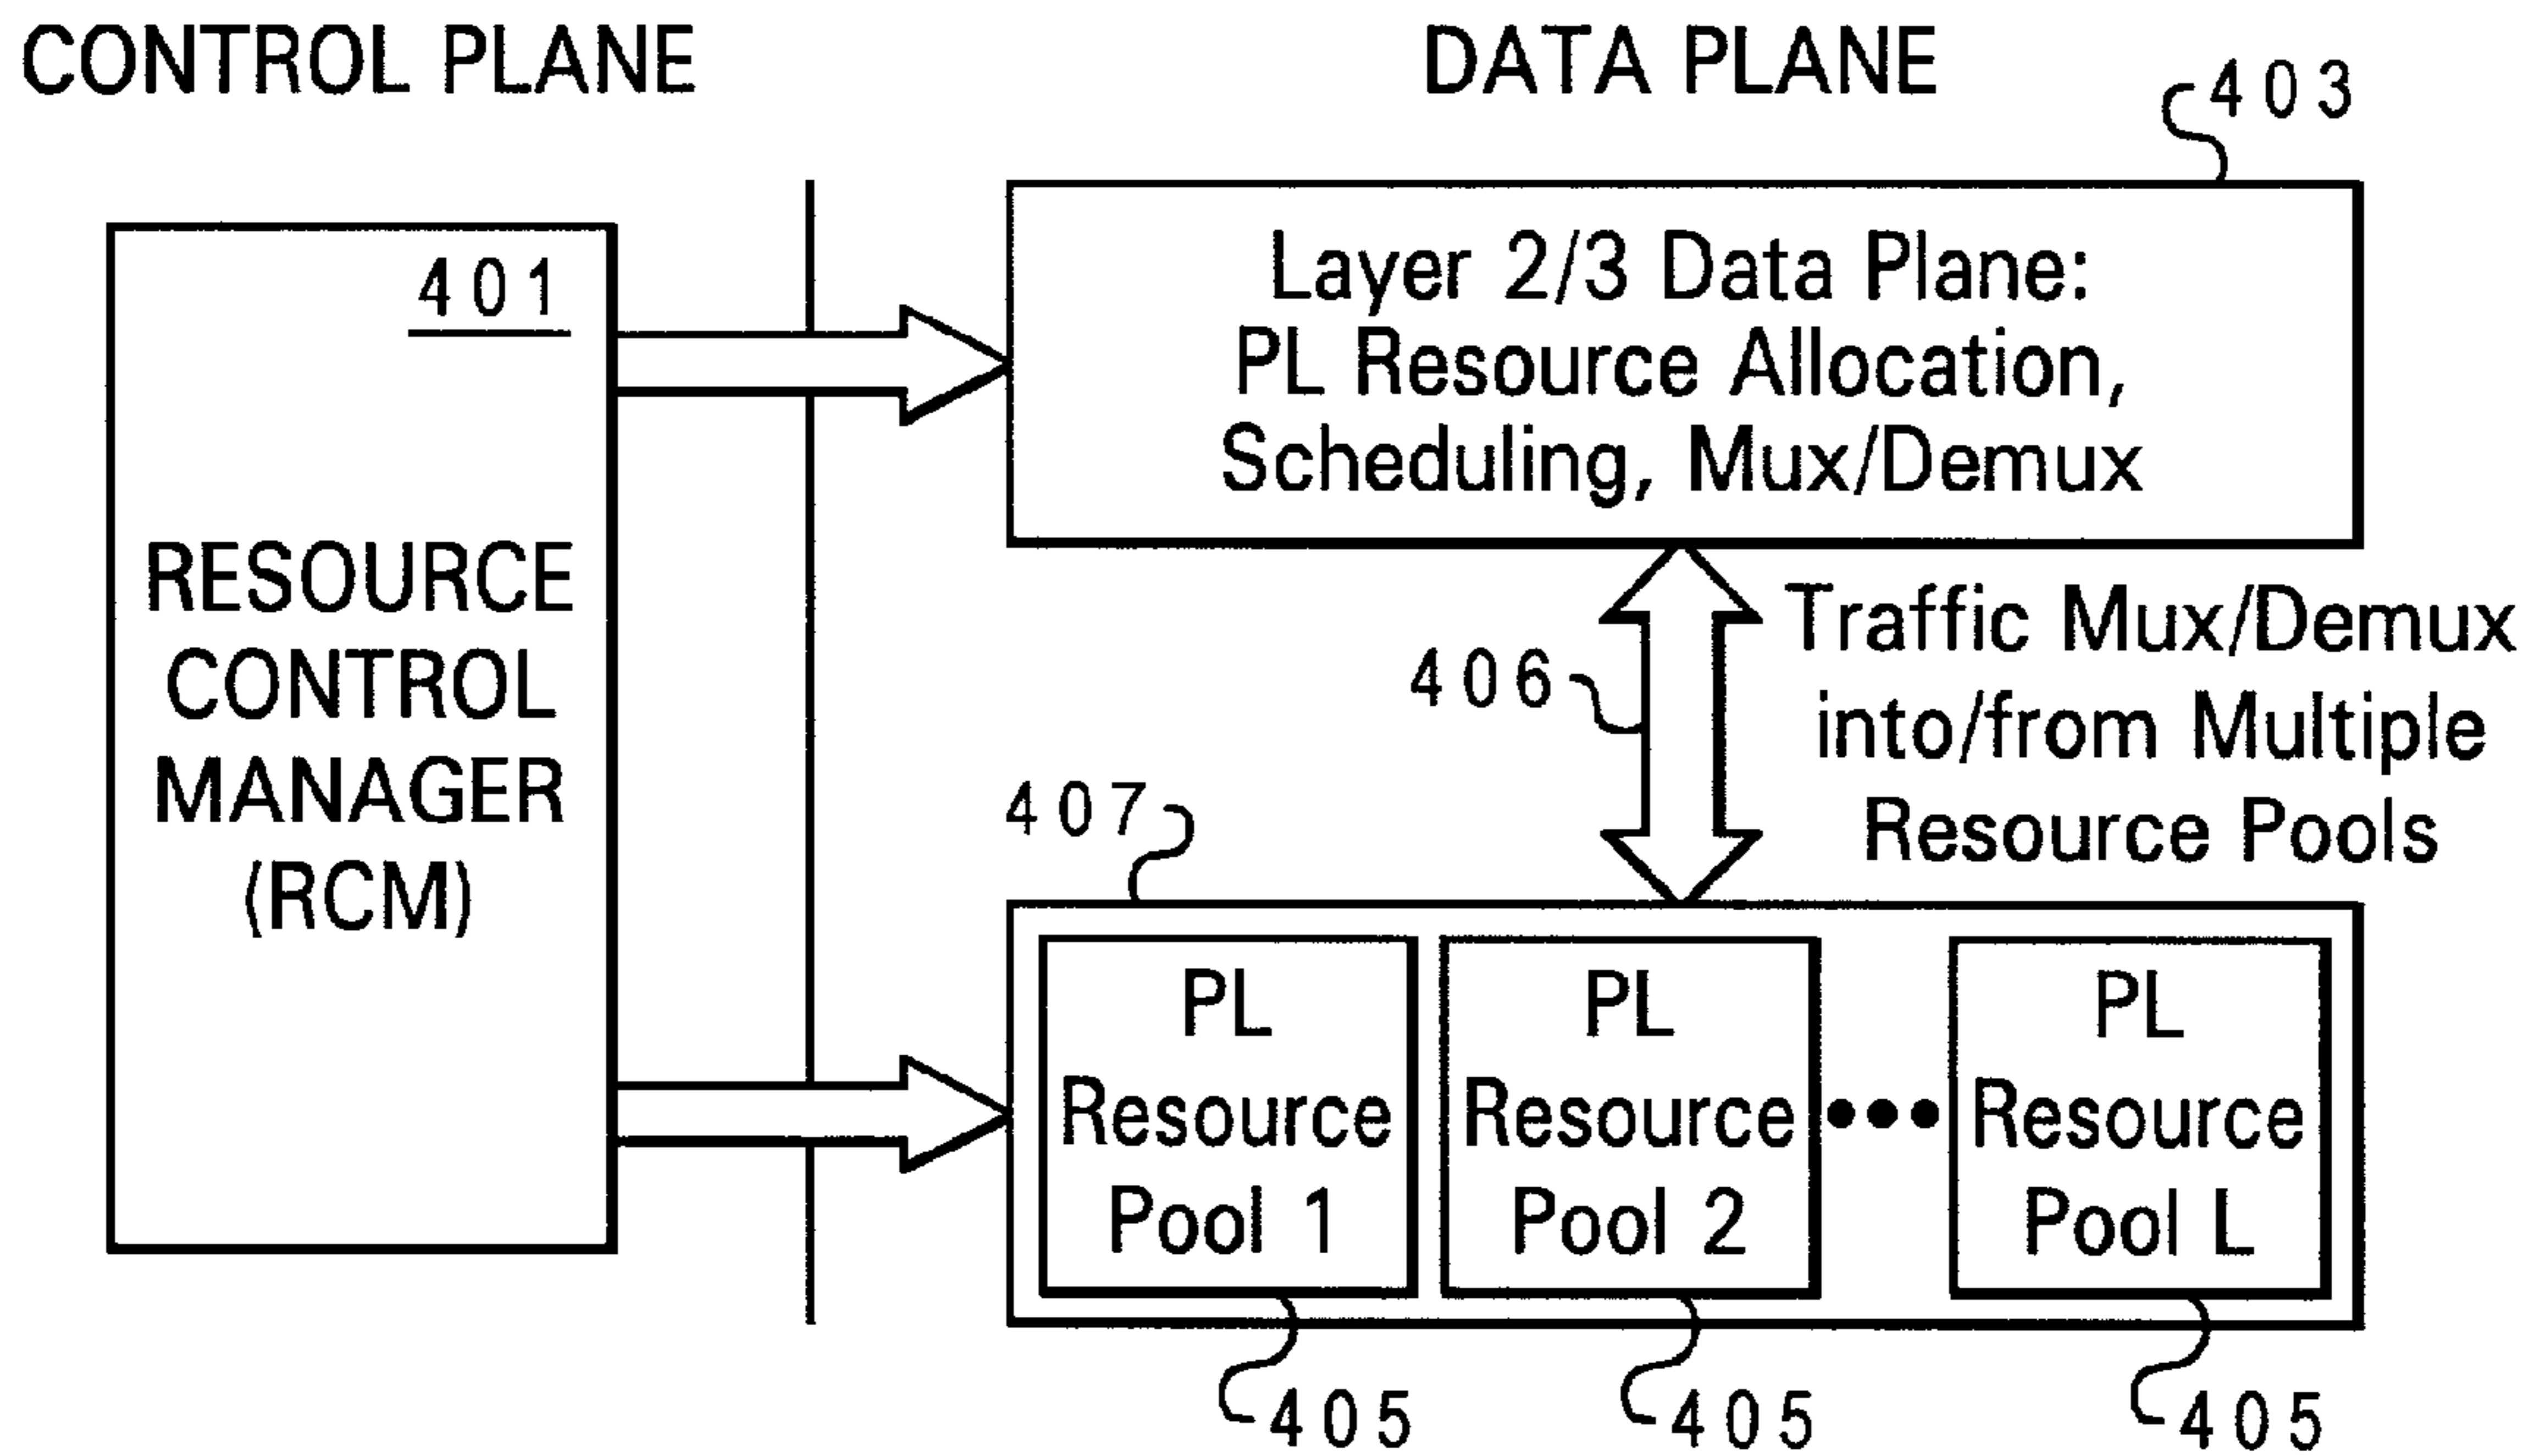 CONTROL PLANE
DATA PLANE
403
401
RESOURCE
CONTROL
MANAGER
(RCM)
Layer 2/3 Data Plane:
PL Resource Allocation,
Scheduling, Mux/Demux
406
Traffic Mux/Demux
into/from Multiple
Resource Pools
407
PL
Resource
Pool 1
PL
Resource
Pool 2
PL
Resource
Pool L
405
405
405